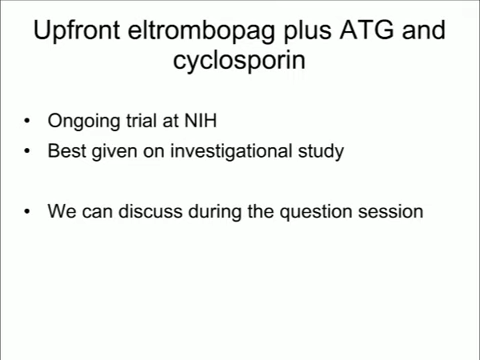 Upfront eltrombopag plus ATG and
cyclosporin
• Ongoing trial at NIH
• Best given on investigational study
• We can discuss during the question session